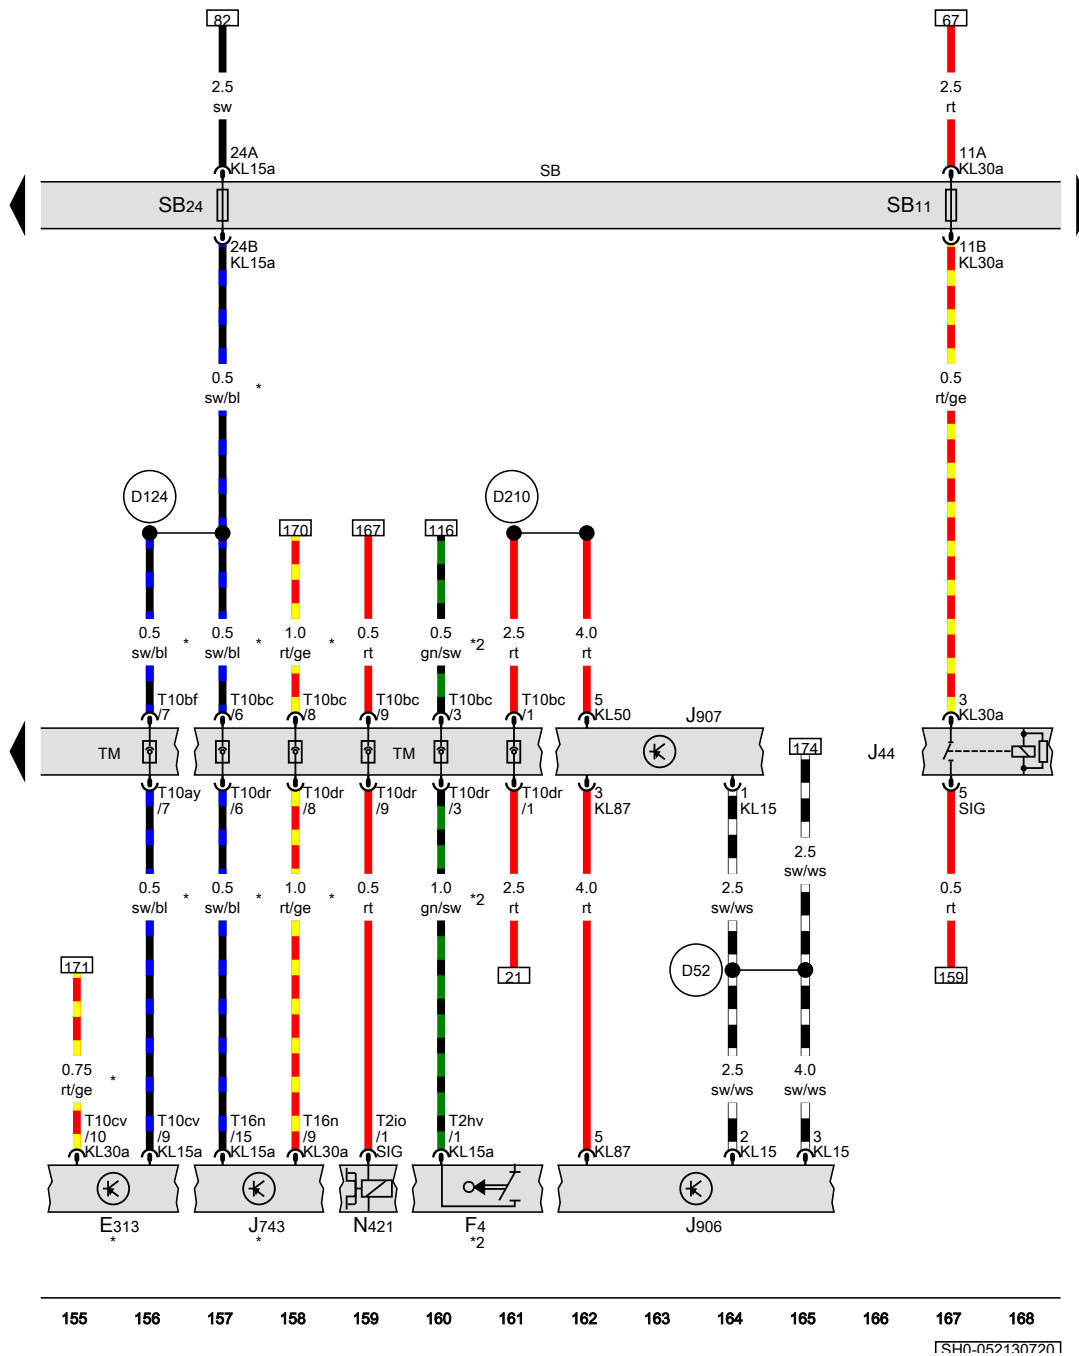 82
67
2.5
sw
2.5
rt
24A
KL15a
SB
11A
KL30a
SB24
SB11
24B
KL15a
11B
KL30a
0.5
sw/bl
*
0.5
rt/ge
D124
D210
170
167
116
0.5
sw/bl
*
0.5
sw/bl
*
1.0
rt/ge
*
0.5
rt
0.5
gn/sw
*2
2.5
rt
4.0
rt
T10bf
/7
T10bc
/6
T10bc
/8
T10bc
/9
T10bc
/3
T10bc
/1
5
KL50
J907
3
KL30a
TM
TM
174
J44
T10ay
/7
T10dr
/6
T10dr
/8
T10dr
/9
T10dr
/3
T10dr
/1
3
KL87
1
KL15
5
SIG
2.5
sw/ws
0.5
sw/bl
*
0.5
sw/bl
*
1.0
rt/ge
*
0.5
rt
1.0
gn/sw
*2
2.5
rt
4.0
rt
2.5
sw/ws
0.5
rt
171
21
D52
159
0.75
rt/ge
*
2.5
sw/ws
4.0
sw/ws
T10cv
/10
KL30a
T10cv
/9
KL15a
T16n
/15
KL15a
T16n
/9
KL30a
T2io
/1
SIG
T2hv
/1
KL15a
5
KL87
2
KL15
3
KL15
E313
*
J743
*
N421
F4
*2
J906
155 156 157 158 159 160 161 162 163 164 165 166 167 168
SH0-052130720